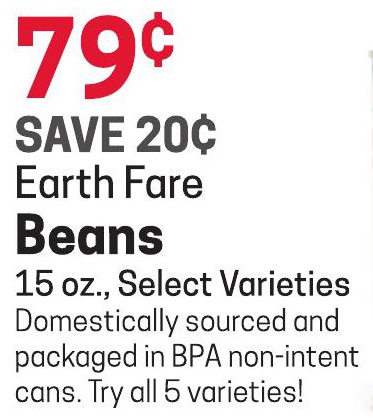 79¢
SAVE 20¢
Earth Fare
Beans
15 oz., Select Varieties
Domestically sourced and
packaged in BPA non-intent
cans. Try all 5 varieties!